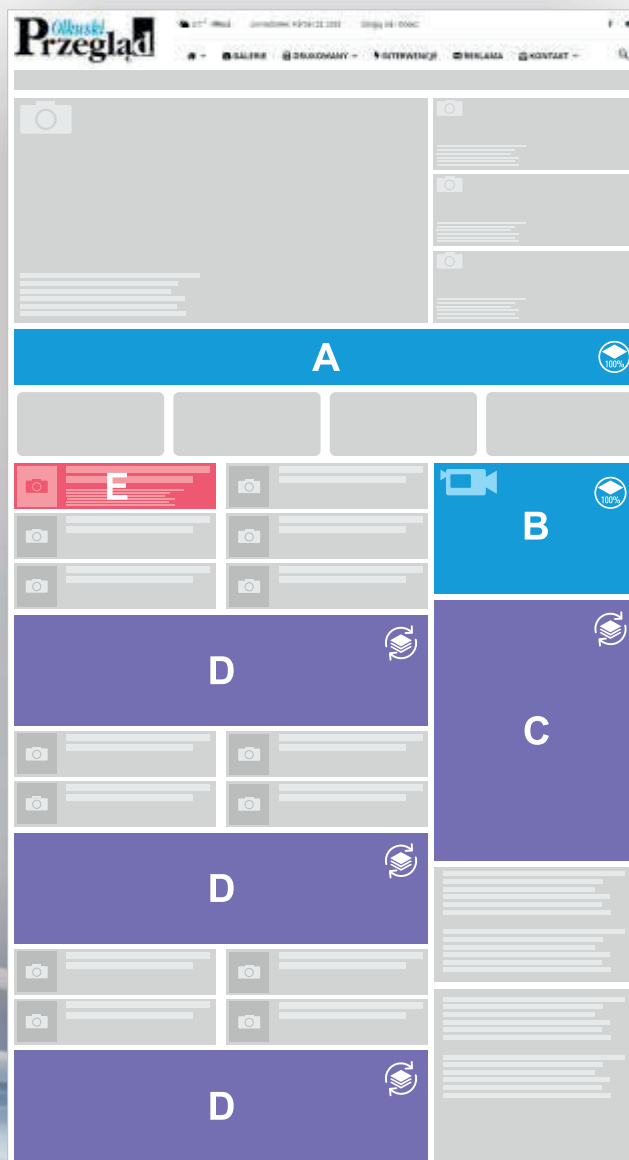 Olkuski
Przegląd
GALERIE DRUKOWANY INTERWENCJE REKLAMA KONTAKT
A
100%
E
B
100%
D
C
D
D